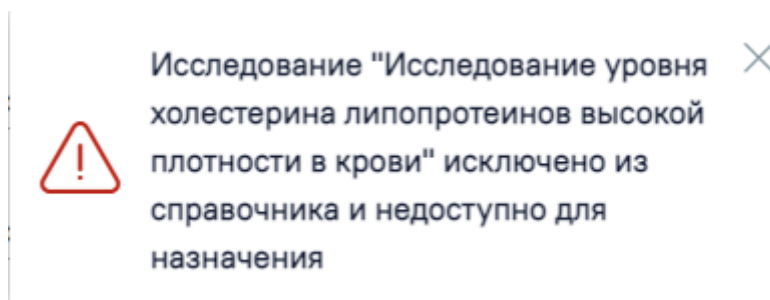 Исследование "Исследование уровня
холестерина липопротеинов высокой
плотности в крови" исключено из
справочника и недоступно для
назначения